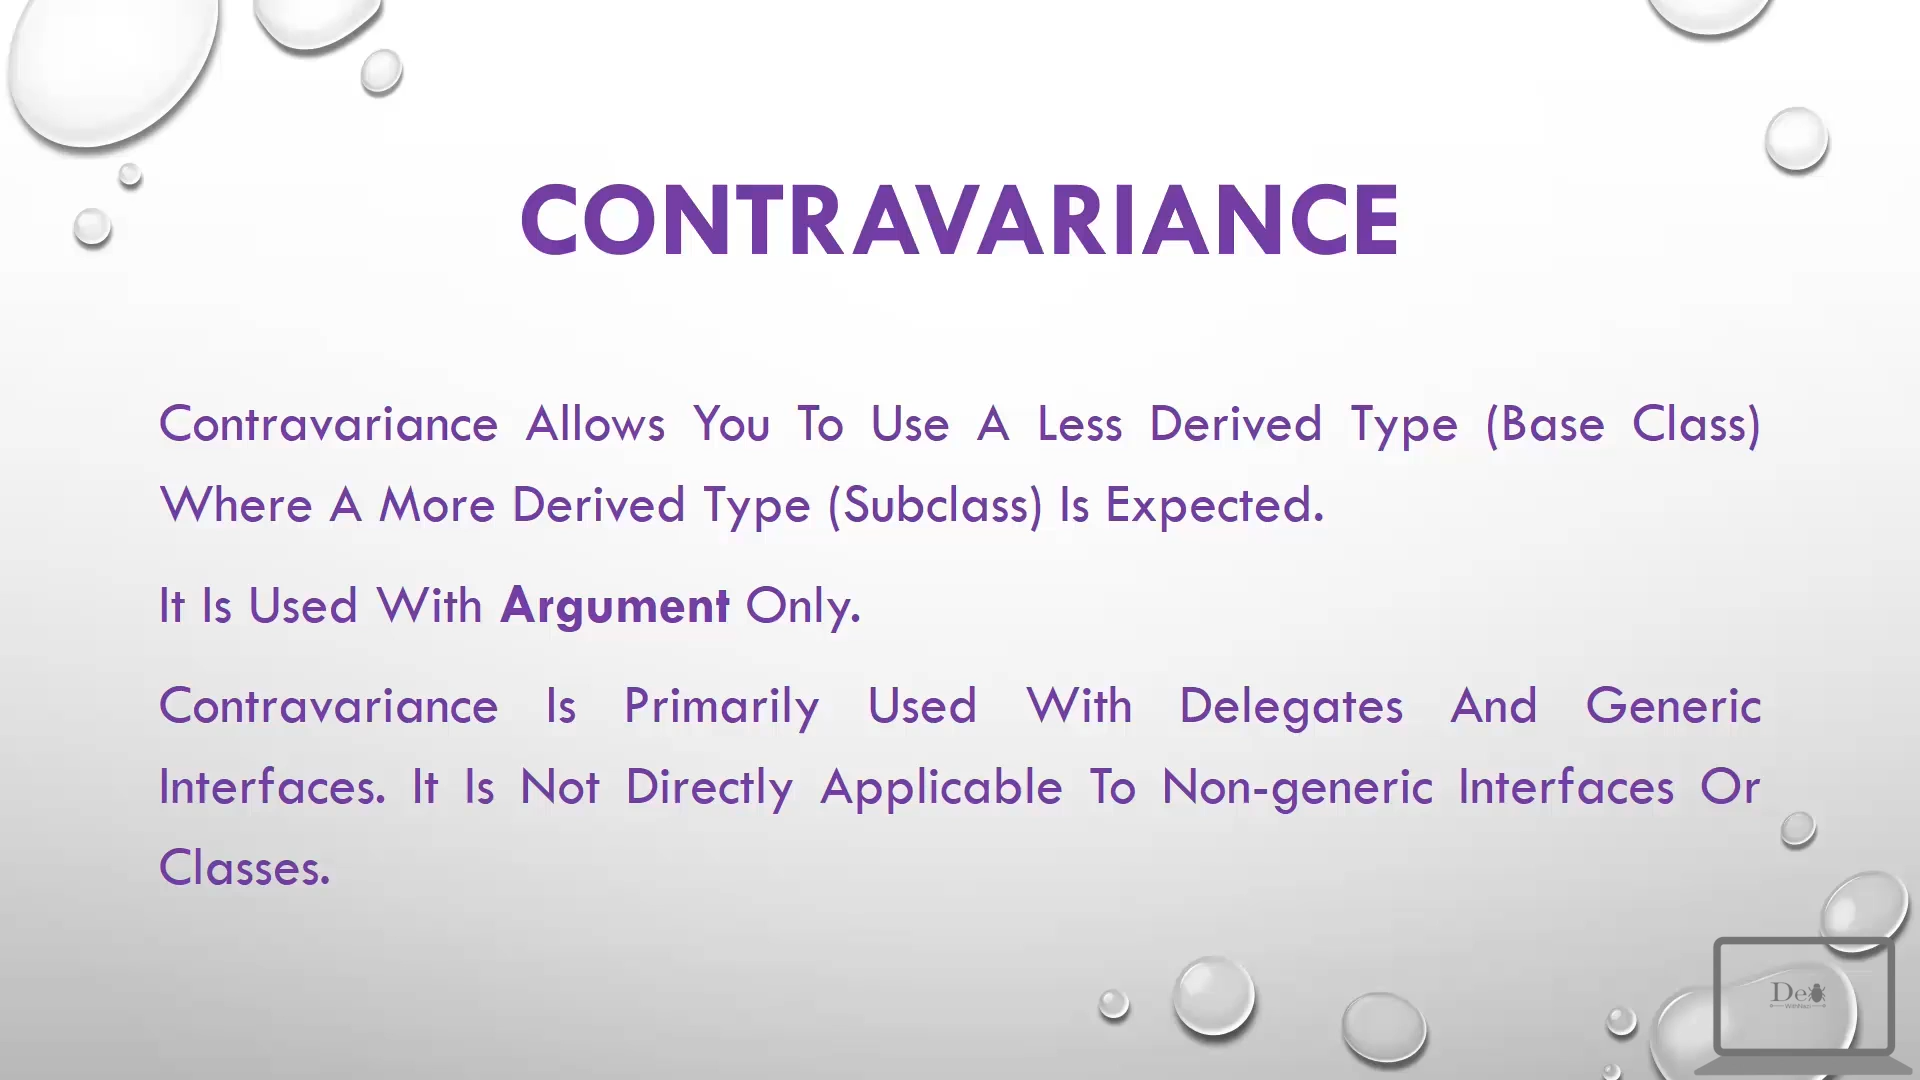 CONTRAVARIANCE
Contravariance Allows You To Use A Less Derived Type (Base Class)
Where A More Derived Type (Subclass) Is Expected.
It Is Used With Argument Only.
Contravariance Is Primarily Used With Delegates And Generic
Interfaces. It Is Not Directly Applicable To Non-generic Interfaces Or
Classes.
De